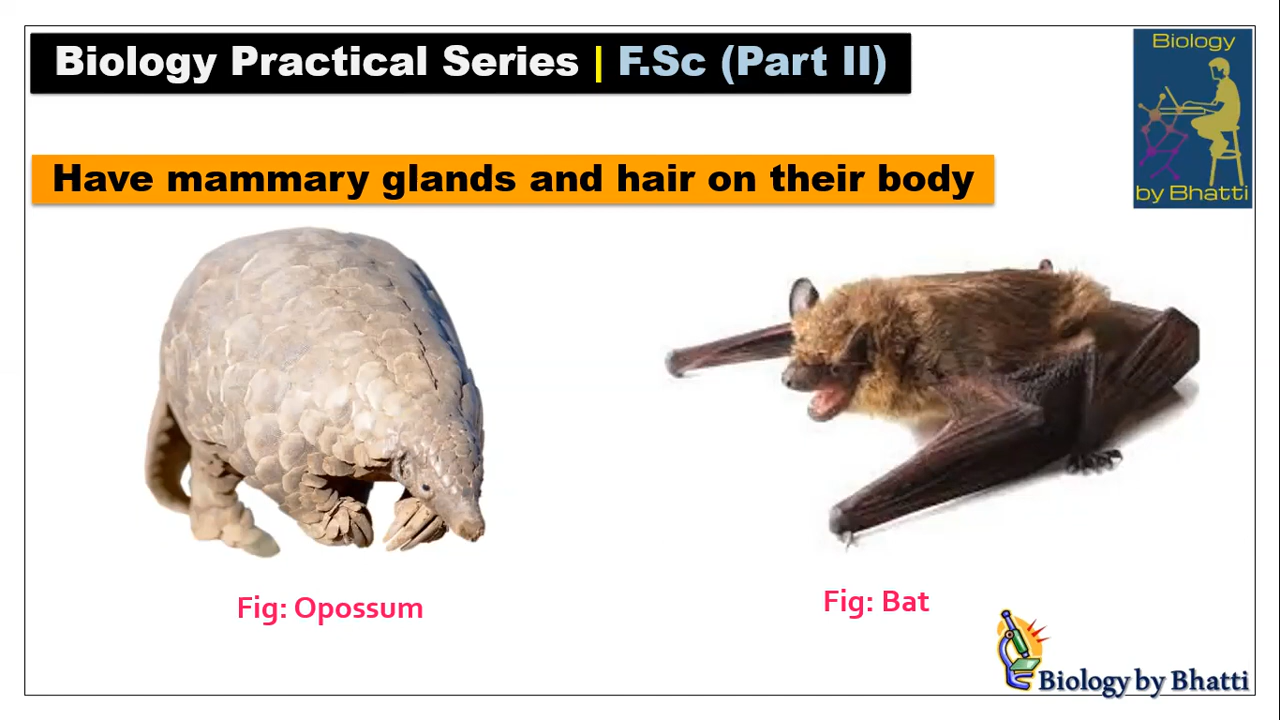 Biology Practical Series | F.Sc (Part II)
Biology
by Bhatti
Have mammary glands and hair on their body
Fig: Opossum
Fig: Bat
Biology by Bhatti